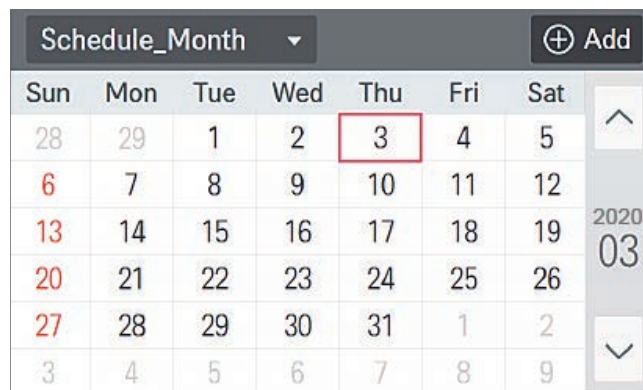 Schedule_Month
Add
Sun Mon Tue Wed Thu Fri Sat
28 29 1 2 3 4 5
6 7 8 9 10 11 12
13 14 15 16 17 18 19
20 21 22 23 24 25 26
27 28 29 30 31 1 2
3 4 5 6 7 8 9
2020
03